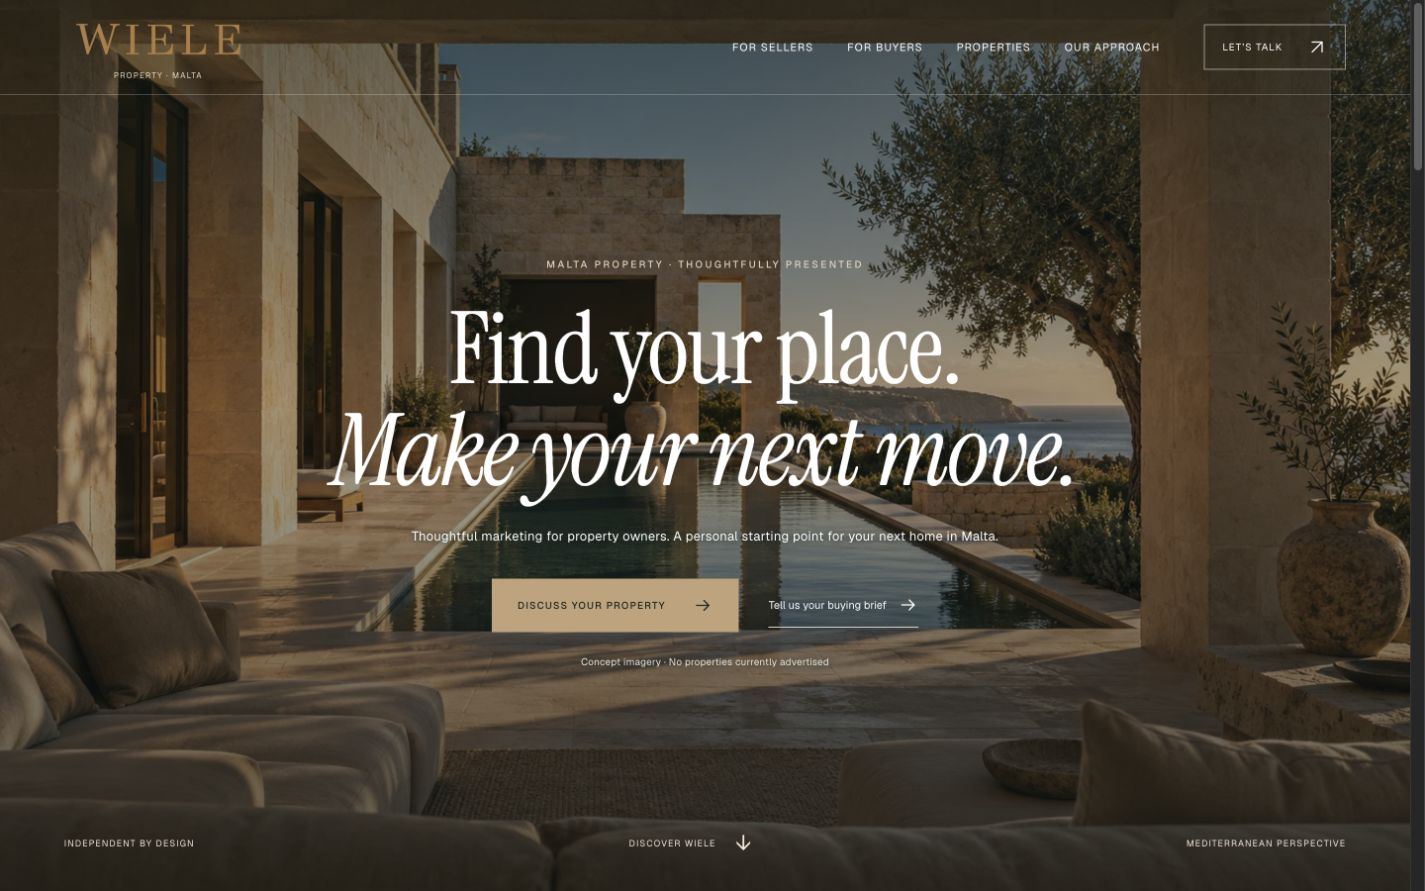 WIELE
PROPERTY · MALTA
FOR SELLERS
FOR BUYERS
PROPERTIES
OUR APPROACH
LET'S TALK
MALTA PROPERTY · THOUGHTFULLY PRESENTED
Find your place.
Make your next move.
Thoughtful marketing for property owners. A personal starting point for your next home in Malta.
DISCUSS YOUR PROPERTY
Tell us your buying brief
Concept imagery · No properties currently advertised
INDEPENDENT BY DESIGN
DISCOVER WIELE
MEDITERRANEAN PERSPECTIVE